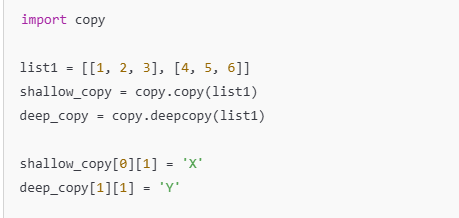 import copy
list1 = [[1, 2, 3], [4, 5, 6]]
shallow_copy = copy.copy(list1)
deep_copy = copy.deepcopy(list1)
shallow_copy[0][1] = 'X'
deep_copy[1][1] = 'Y'